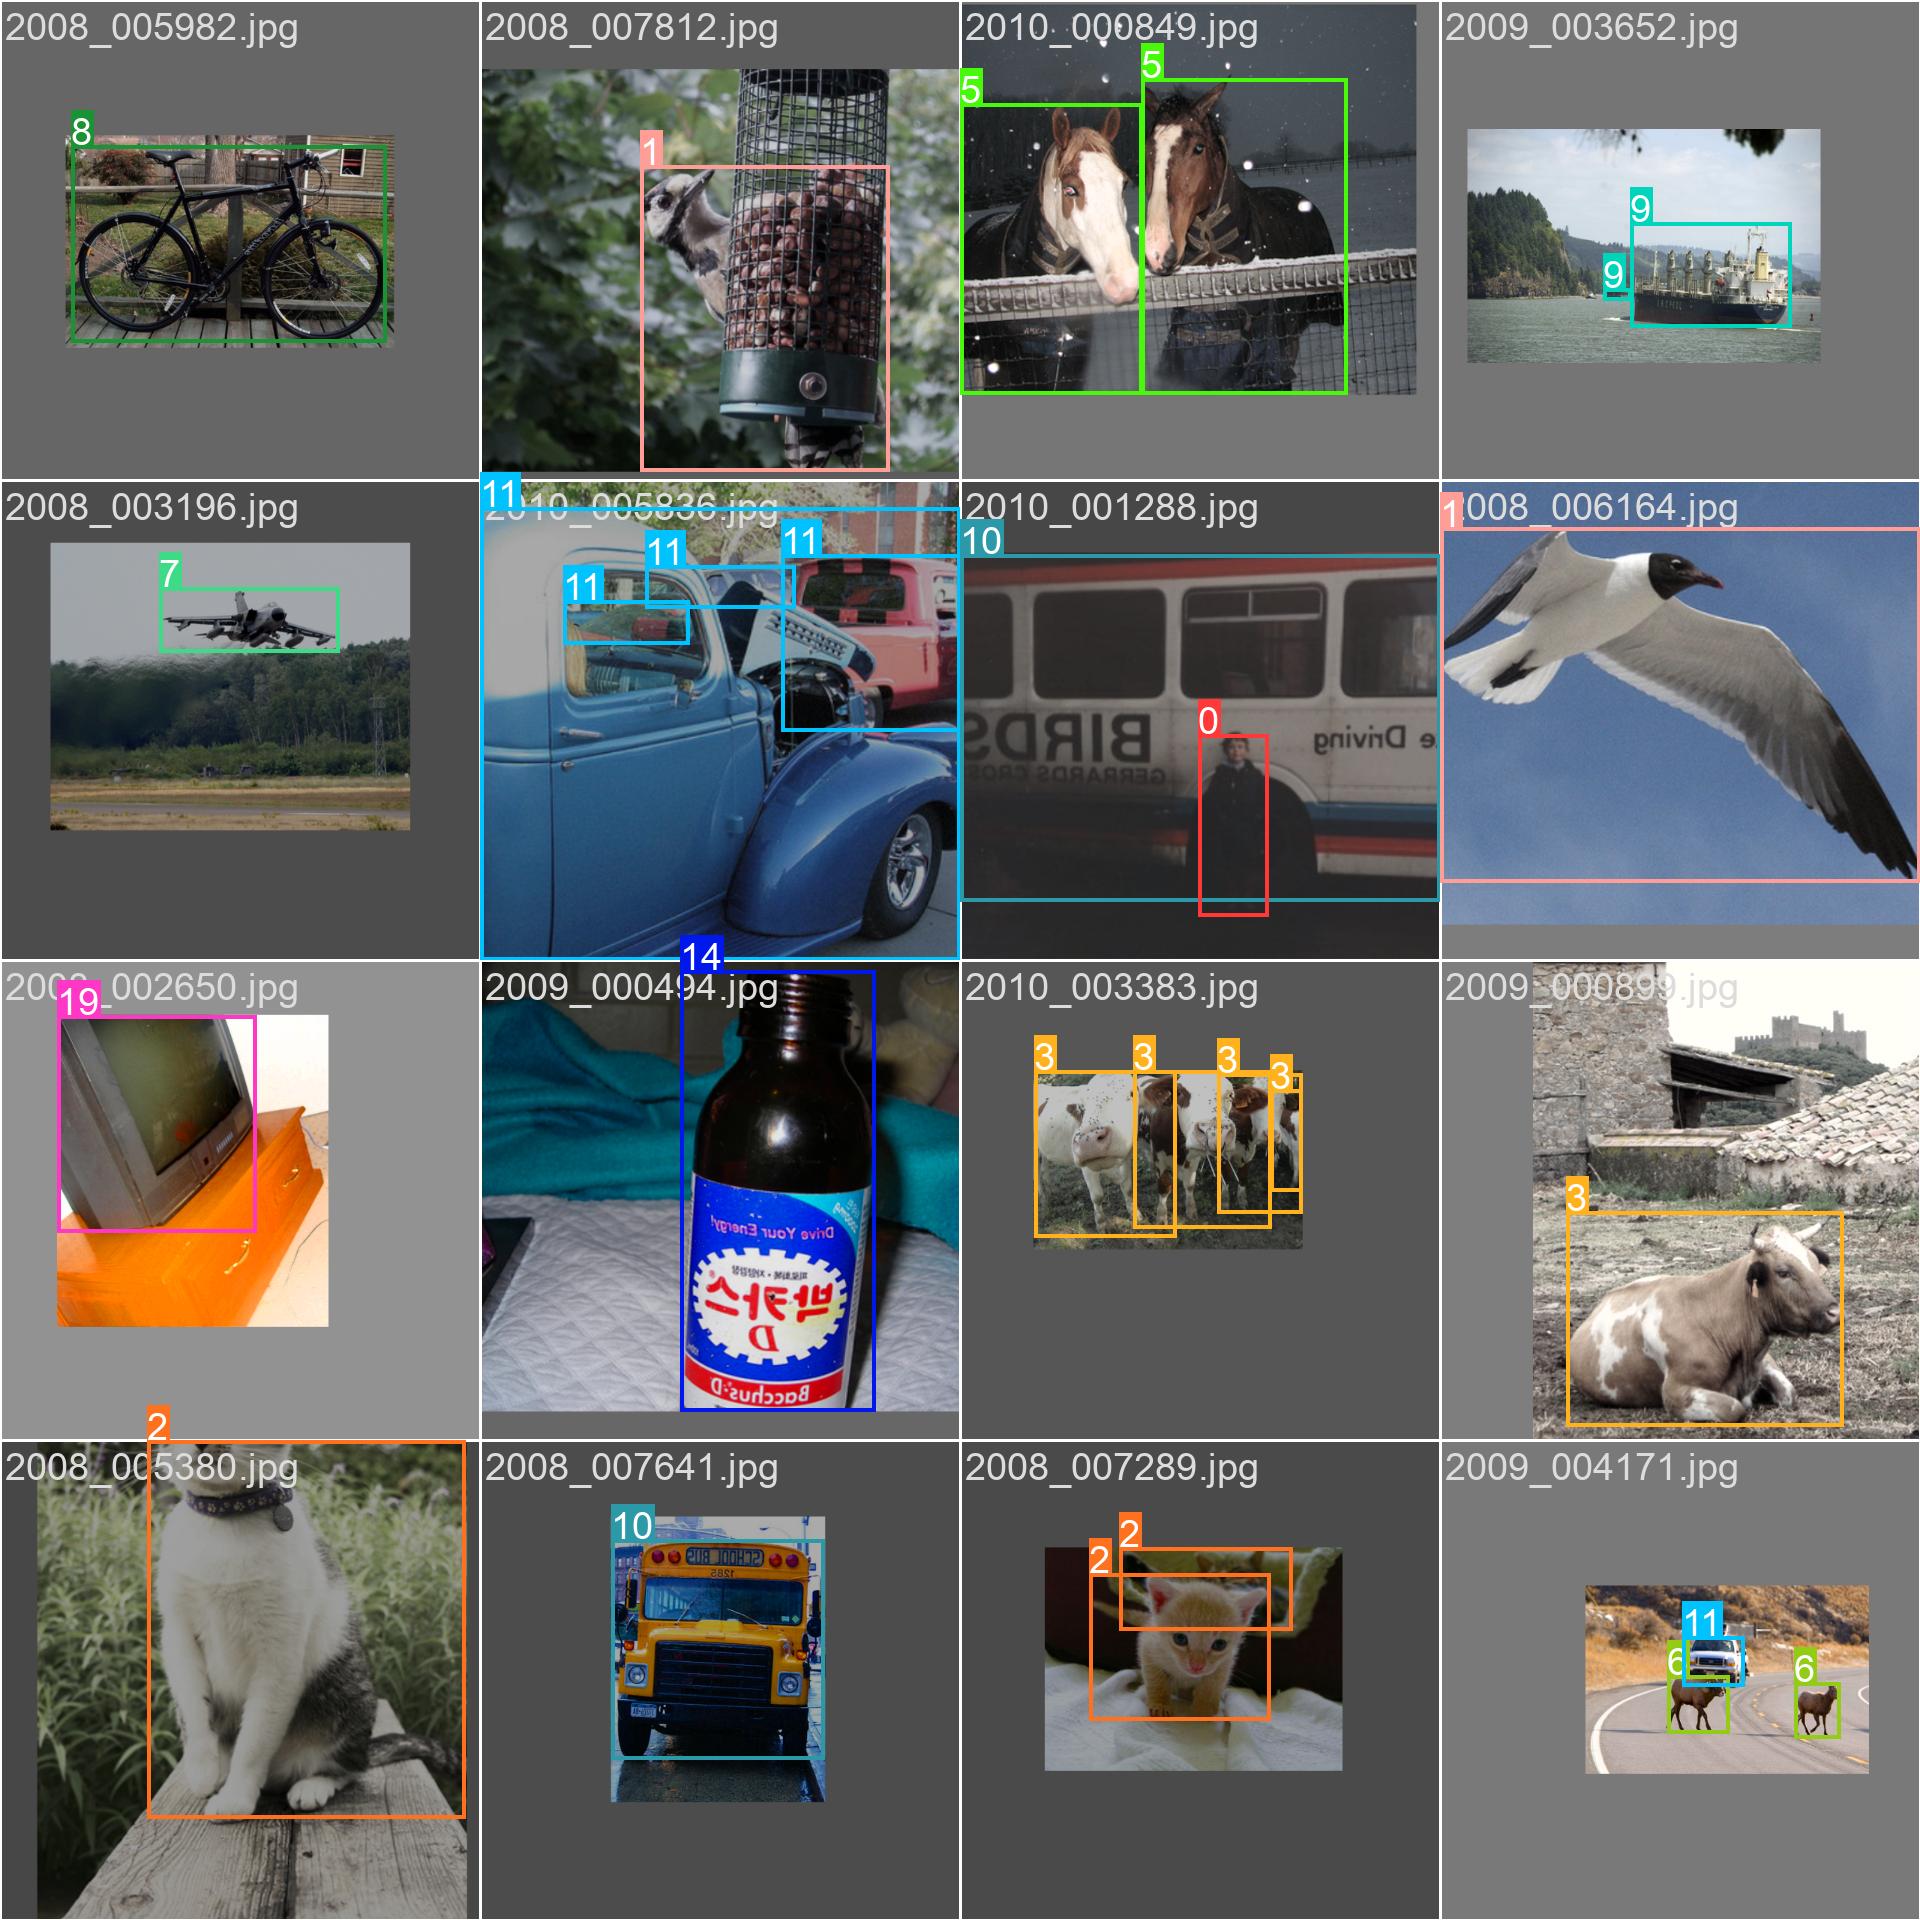 2008_005982.jpg
8
2008_007812.jpg
1
2010_000849.jpg
5
5
2009_003652.jpg
9
9
2008_003196.jpg
7
2010_005836.jpg
11
11
11
11
2010_001288.jpg
10
0
BIRDS
GERRARDS CROS
e Driving
2008_006164.jpg
1
19
2009_000494.jpg
14
Drive Your Energy!
박카스
D
Bacchus-D
2010_003383.jpg
3
3
3
3
2009_000899.jpg
3
2008_005380.jpg
2
2008_007641.jpg
10
SCHOOL BUS
1285
2008_007289.jpg
2
2
2009_004171.jpg
11
6
6